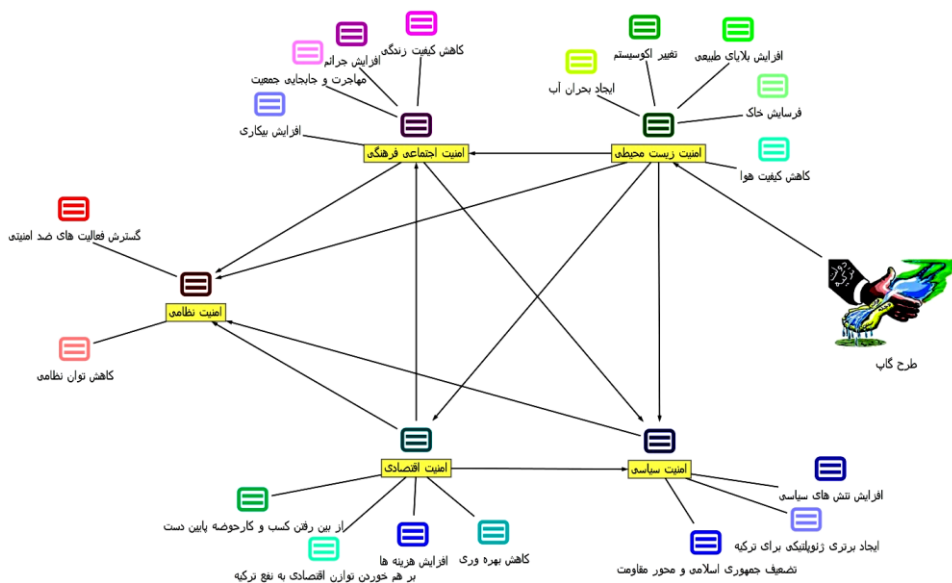 کاهش کیفیت زندگی
افزایش جرائم
مهاجرت و جابجایی جمعیت
افزایش بیکاری
امنیت اجتماعی فرهنگی
افزایش بلایای طبیعی
تغییر اکوسیستم
ایجاد بحران آب
فرسایش خاک
امنیت زیست محیطی
کاهش کیفیت هوا
دولت
ترکیه
طرح گاپ
گسترش فعالیت های ضد امنیتی
امنیت نظامی
کاهش توان نظامی
امنیت اقتصادی
از بین رفتن کسب و کارحوضه پایین دست
بر هم خوردن توازن اقتصادی به نفع ترکیه
افزایش هزینه ها
کاهش بهره وری
امنیت سیاسی
افزایش تنش های سیاسی
ایجاد برتری ژئوپلتیکی برای ترکیه
تضعیف جمهوری اسلامی و محور مقاومت